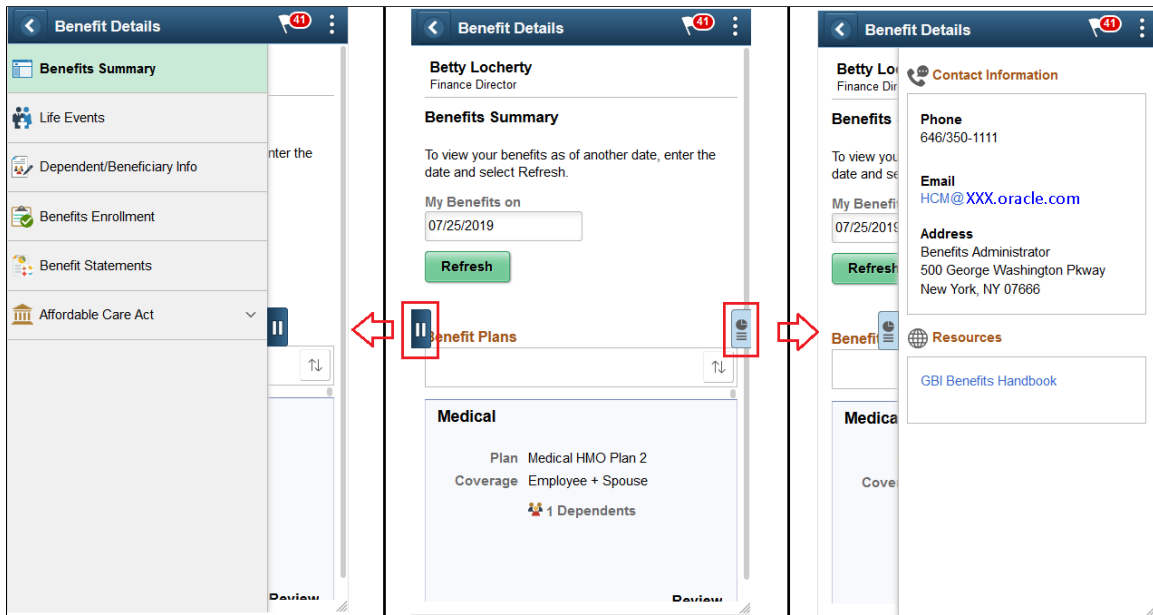 Benefit Details
41
Benefits Summary
Life Events
Dependent/Beneficiary Info
Benefits Enrollment
Benefit Statements
Affordable Care Act
nter the
Review
Benefit Details
41
Betty Locherty
Finance Director
Benefits Summary
To view your benefits as of another date, enter the
date and select Refresh.
My Benefits on
07/25/2019
Refresh
Benefit Plans
Medical
Plan Medical HMO Plan 2
Coverage Employee + Spouse
1 Dependents
Review
Benefit Details
41
Betty Lo
Finance Dir
Benefits
To view you
date and se
My Benefi
07/25/2019
Refresh
Benefi
Medica
Cove
Contact Information
Phone
646/350-1111
Email
HCM@XXX.oracle.com
Address
Benefits Administrator
500 George Washington Pkway
New York, NY 07666
Resources
GBI Benefits Handbook